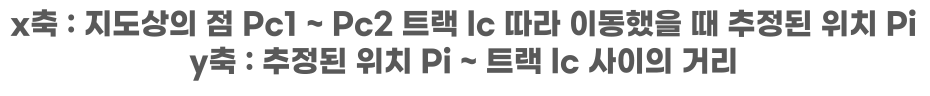 x축 : 지도상의 점 Pc1 ~ Pc2 트랙 lc 따라 이동했을 때 추정된 위치 Pi
y축 : 추정된 위치 Pi ~ 트랙 lc 사이의 거리